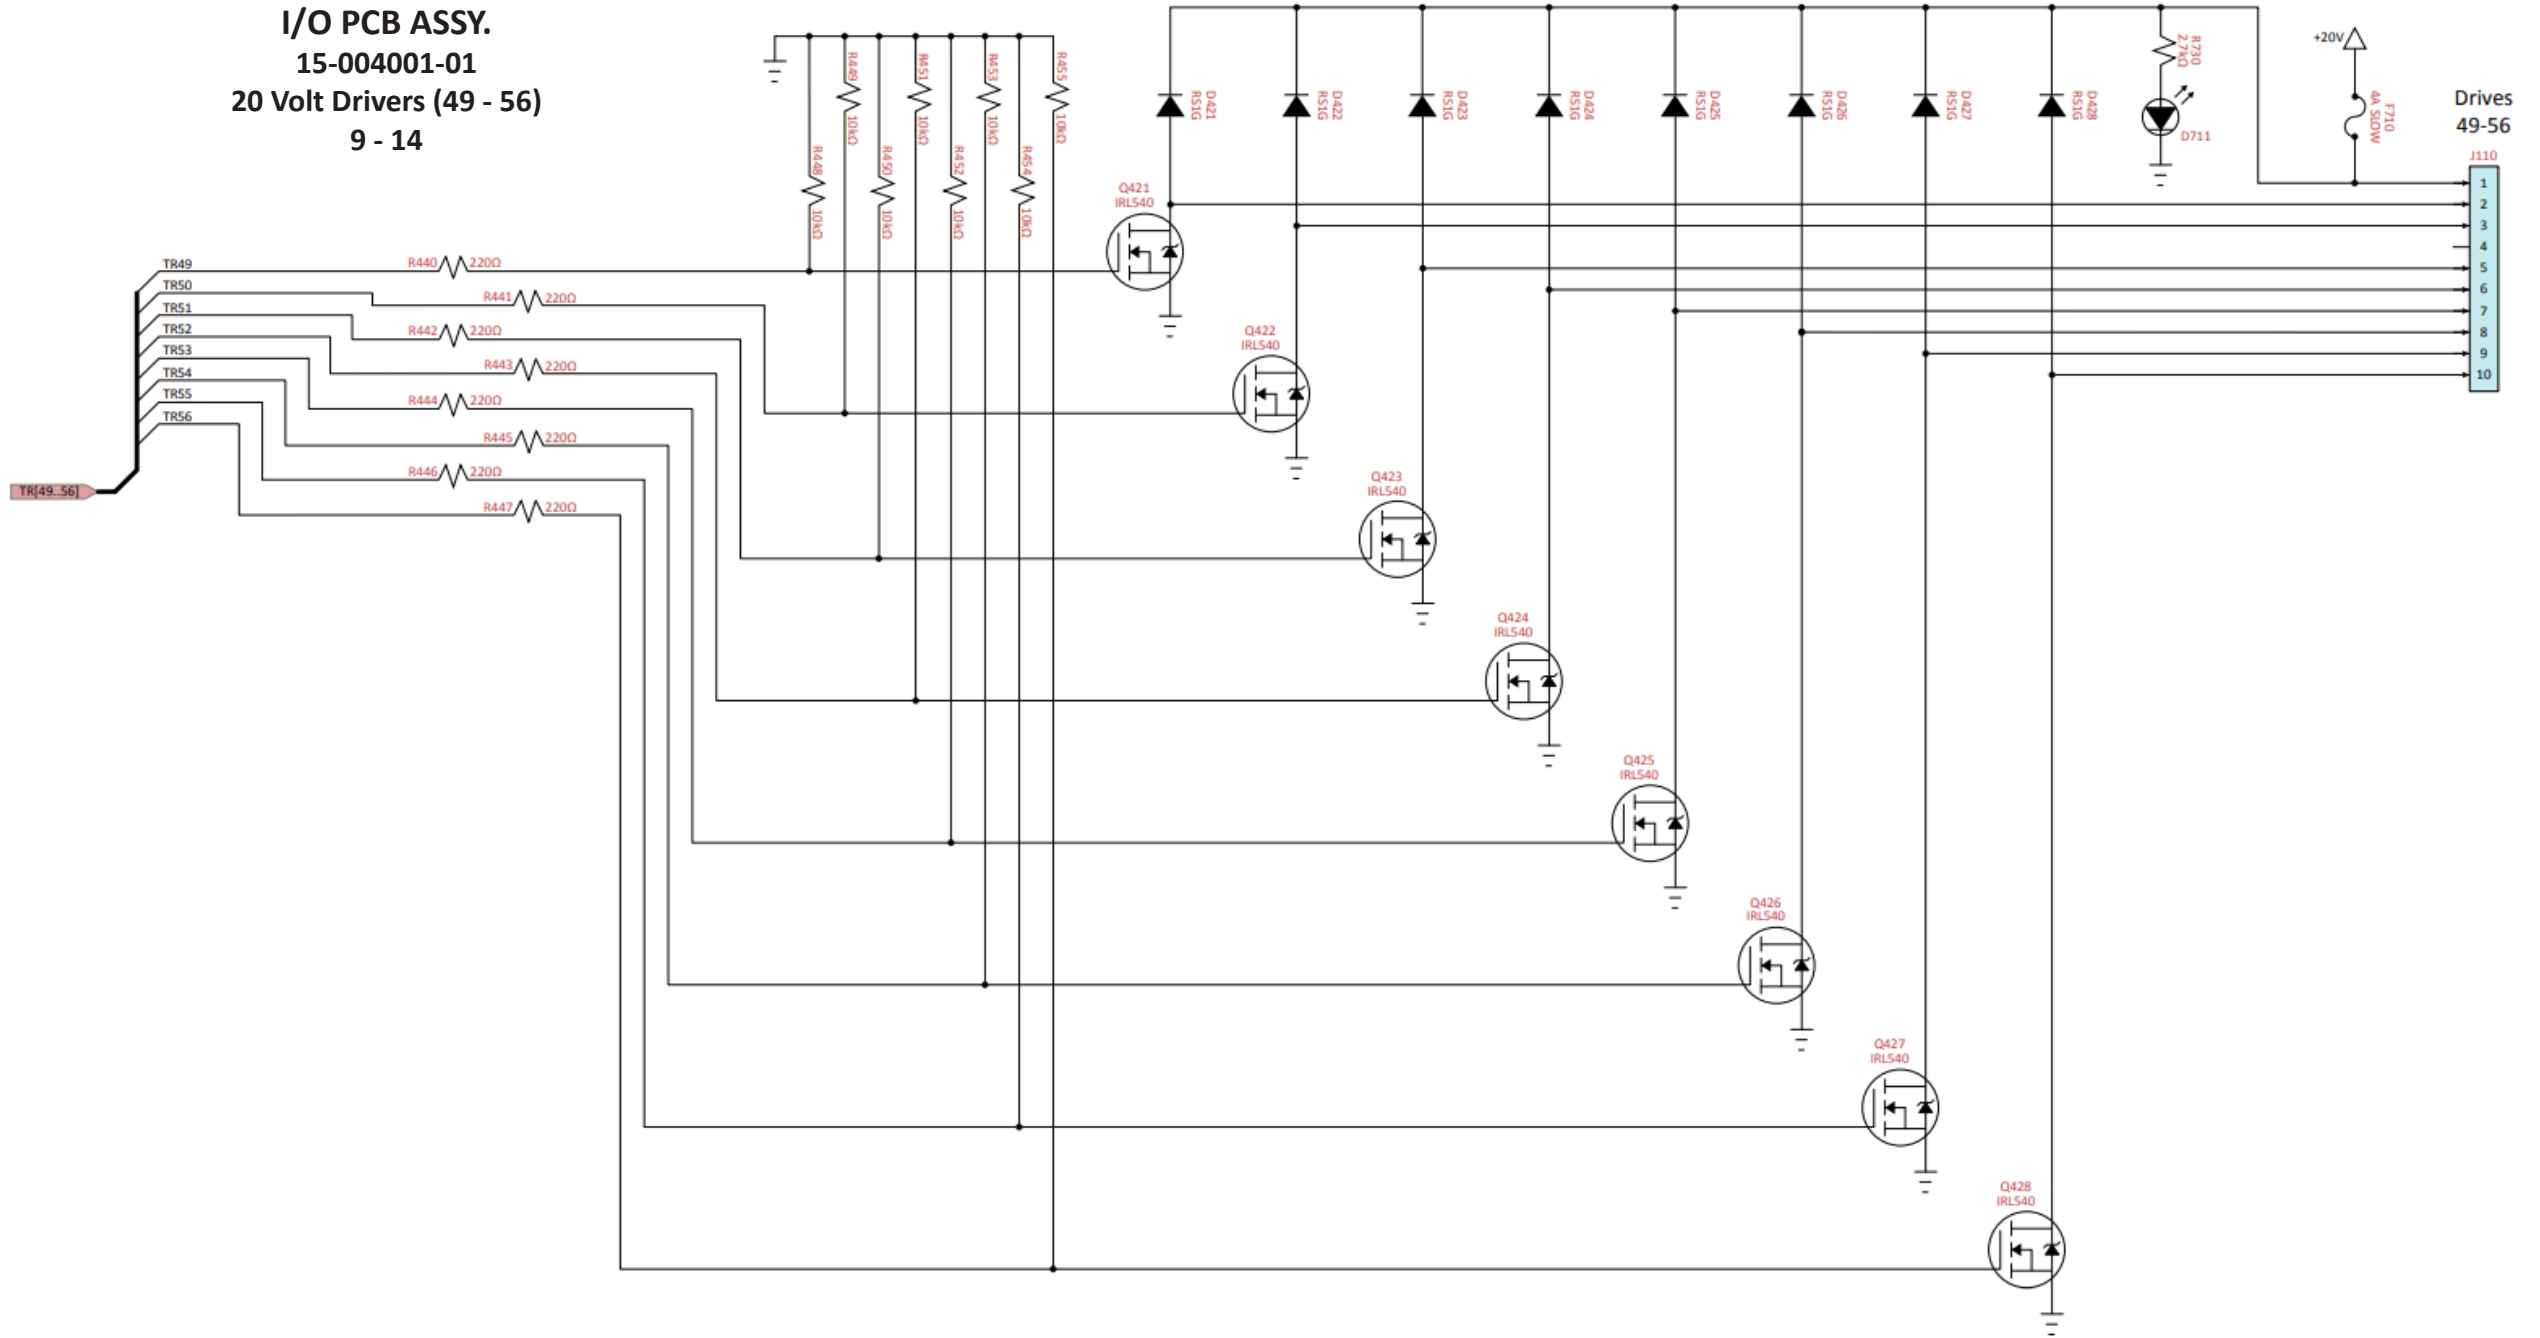 I/O PCB ASSY.
15-004001-01
20 Volt Drivers (49 - 56)
9 - 14
R449
10kΩ
R451
10kΩ
R453
10kΩ
R455
10kΩ
R448
10kΩ
R450
10kΩ
R452
10kΩ
R454
10kΩ
D421
RS1G
D422
RS1G
D423
RS1G
D424
RS1G
D425
RS1G
D426
RS1G
D427
RS1G
D428
RS1G
R730
2.7kΩ
D711
+20V
F710
4A SLOW
Drives
49-56
J110
1
2
3
4
5
6
7
8
9
10
TR49
TR50
TR51
TR52
TR53
TR54
TR55
TR56
TR[49..56]
R440 220Ω
R441 220Ω
R442 220Ω
R443 220Ω
R444 220Ω
R445 220Ω
R446 220Ω
R447 220Ω
Q421
IRL540
Q422
IRL540
Q423
IRL540
Q424
IRL540
Q425
IRL540
Q426
IRL540
Q427
IRL540
Q428
IRL540